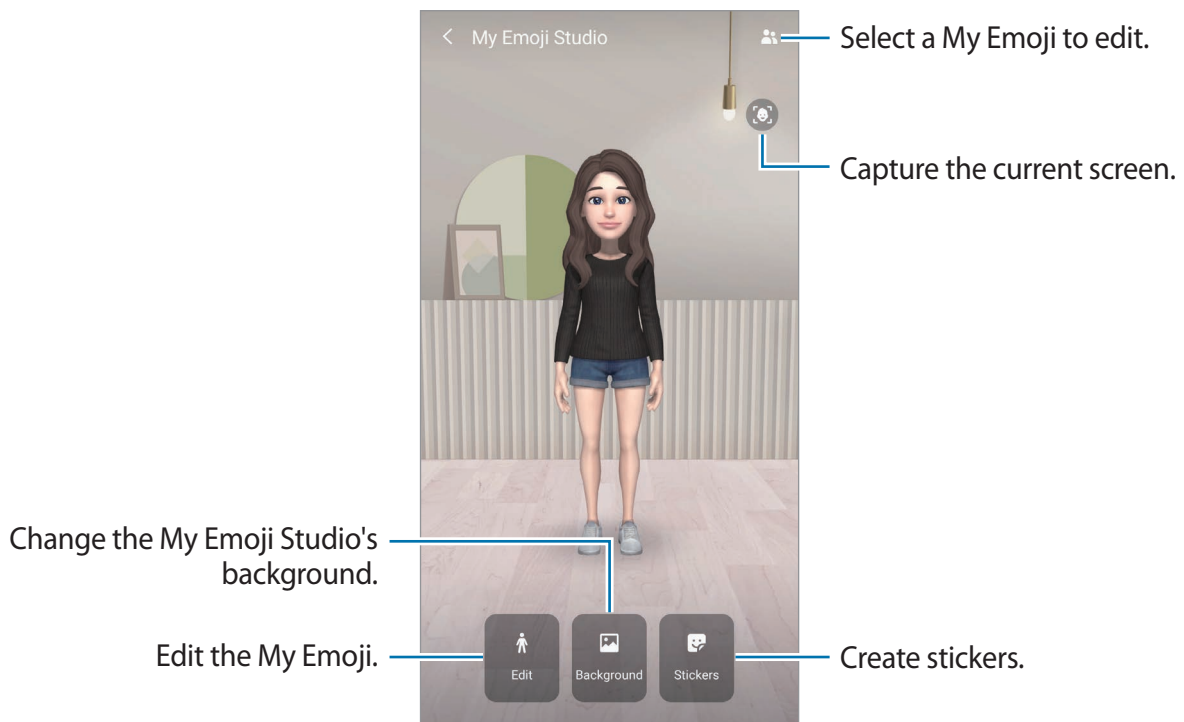 My Emoji Studio
Select a My Emoji to edit.
Capture the current screen.
Change the My Emoji Studio's
background.
Edit the My Emoji.
Edit
Background
Stickers
Create stickers.